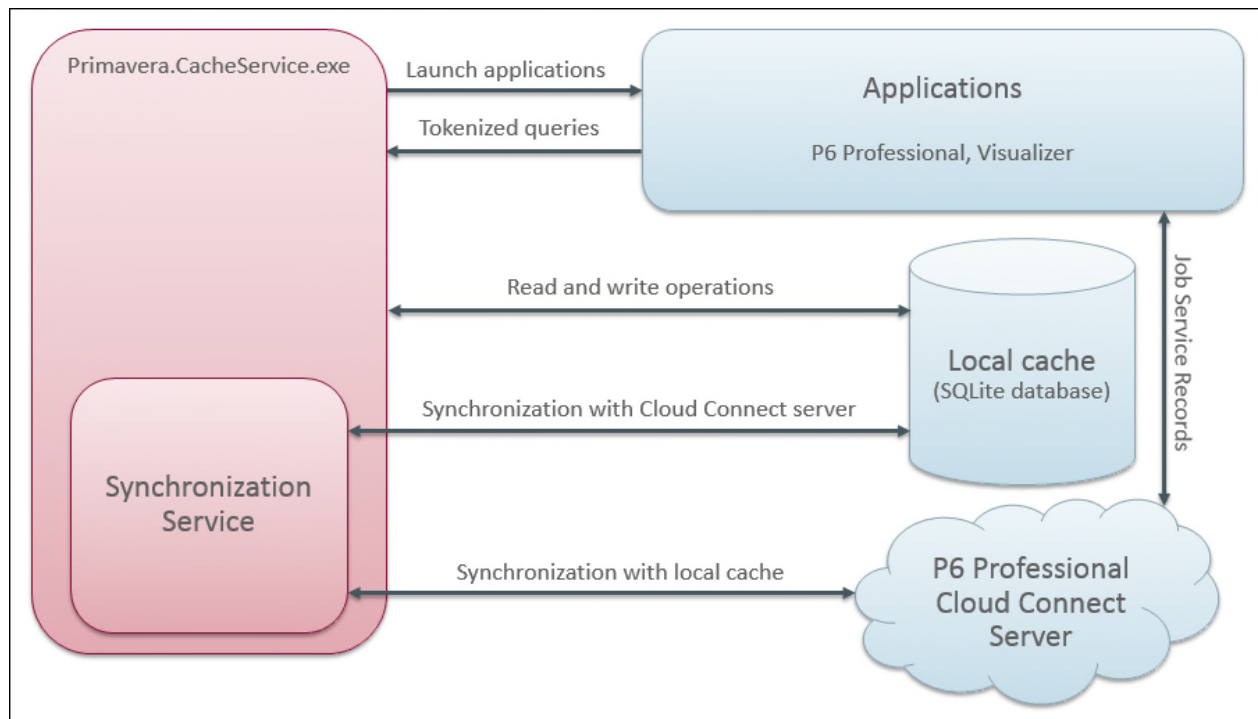 Primavera.CacheService.exe
Launch applications
Tokenized queries
Applications
P6 Professional, Visualizer
Read and write operations
Local cache
(SQLite database)
Job Service Records
Synchronization with Cloud Connect server
Synchronization
Service
Synchronization with local cache
P6 Professional
Cloud Connect
Server